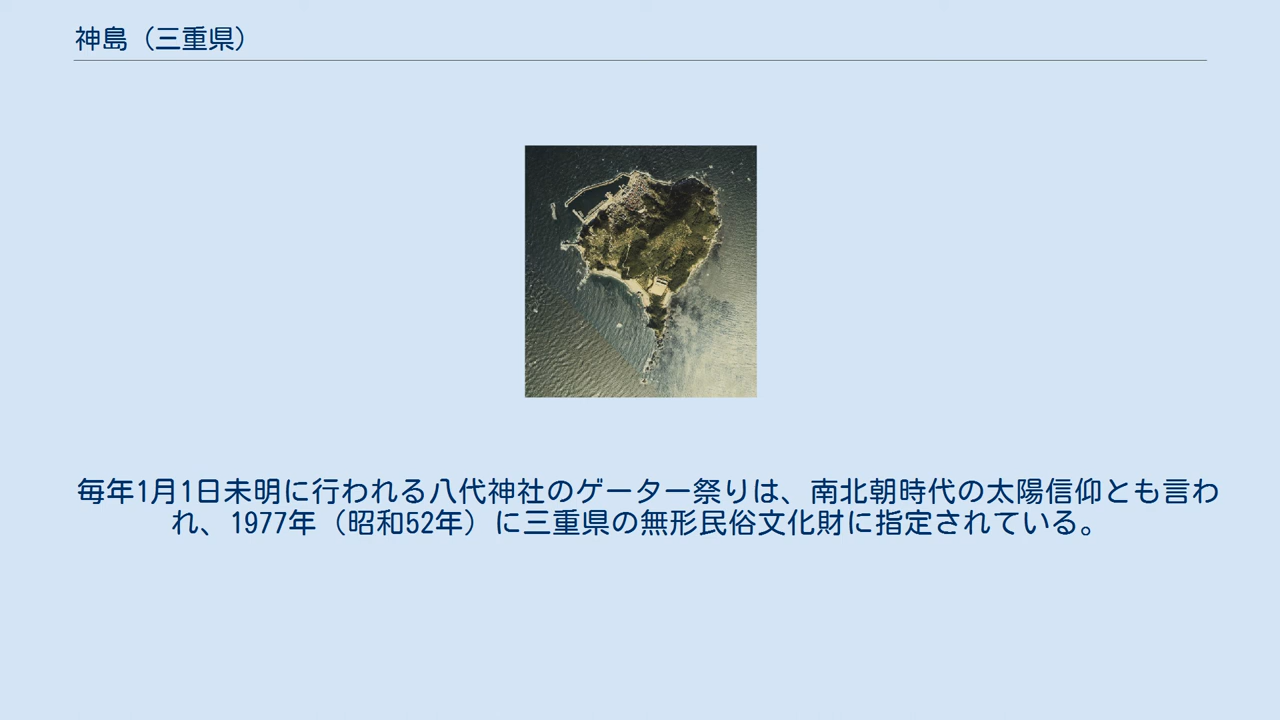 神島（三重県）
毎年1月1日未明に行われる八代神社のゲーター祭りは、南北朝時代の太陽信仰とも言わ
れ、1977年（昭和52年）に三重県の無形民俗文化財に指定されている。